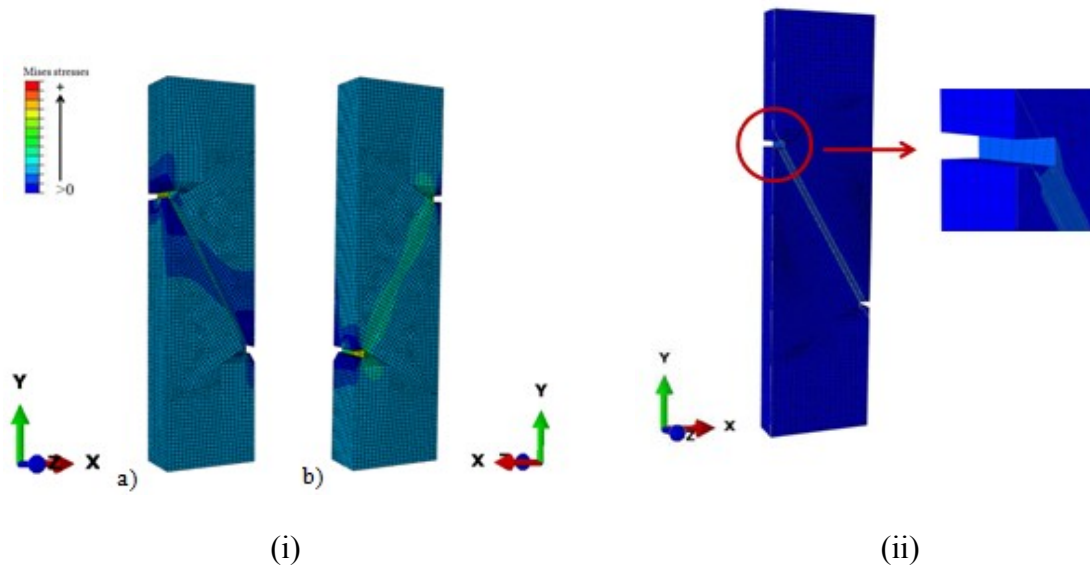 Mises stresses
+
>0
Y
Z
X
a)
b)
Y
X
Z
Y
Z
X
(i)
(ii)